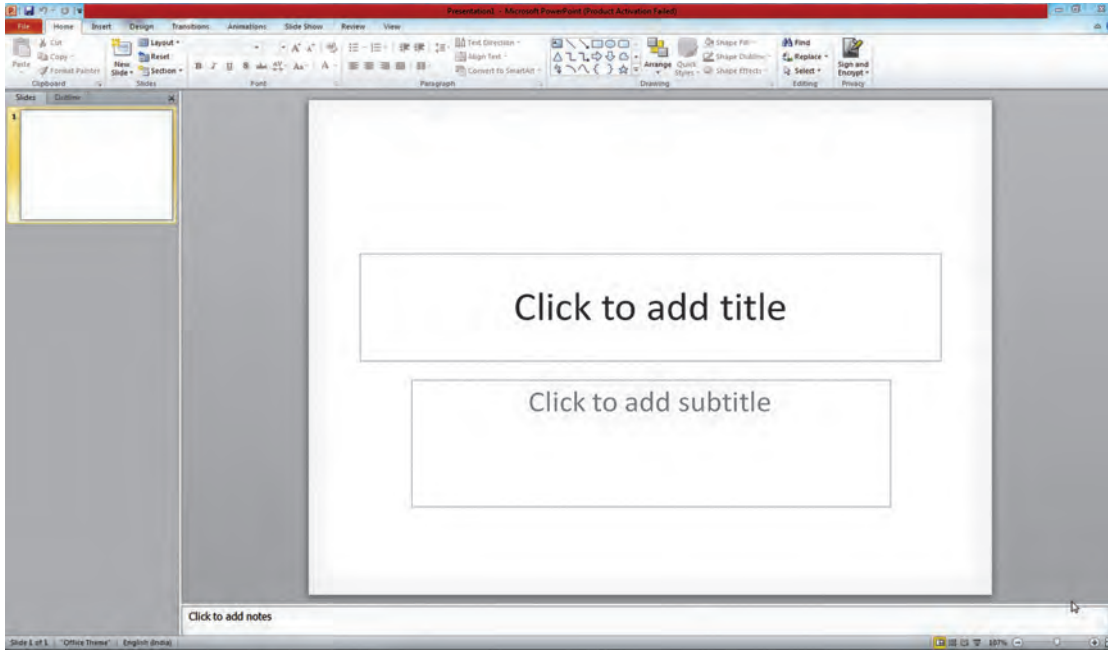 Presentation1 - Microsoft PowerPoint (Product Activation Failed)
File Home Insert Design Transitions Animations Slide Show Review View
Cut
Copy
Format Painter
Paste
Clipboard
New
Slide
Layout
Reset
Section
Slides
Font
Text Direction
Align Text
Convert to SmartArt
Paragraph
Arrange
Quick
Styles
Shape Fill
Shape Outline
Shape Effects
Drawing
Find
Replace
Select
Editing
Sign and
Encrypt
Privacy
Slides Outline
1
Click to add title
Click to add subtitle
Click to add notes
Slide 1 of 1 "Office Theme" English (India) 107%